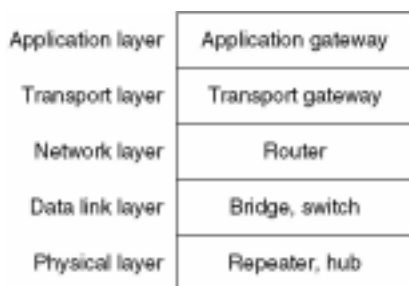 Application layer Application gateway
Transport layer Transport gateway
Network layer Router
Data link layer Bridge, switch
Physical layer Repeater, hub